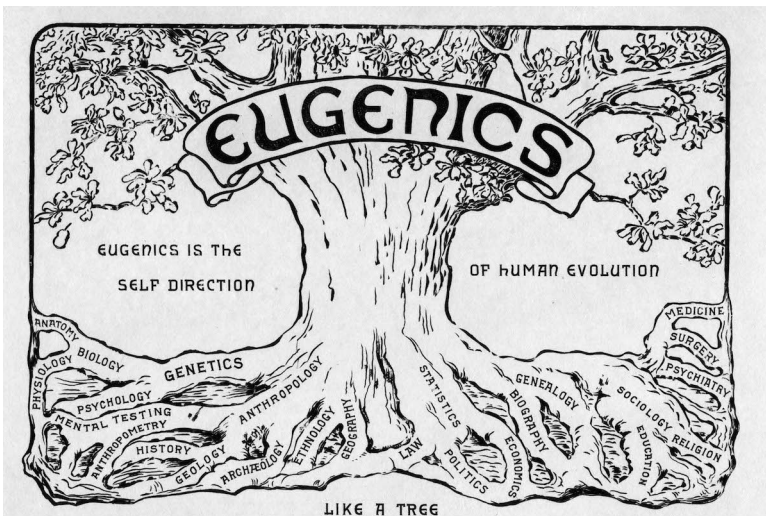 EUGENICS
EUGENICS IS THE
SELF DIRECTION
OF HUMAN EVOLUTION
ANATOMY
PHYSIOLOGY
BIOLOGY
GENETICS
PSYCHOLOGY
MENTAL TESTING
ANTHROPOMETRY
HISTORY
ANTHROPOLOGY
GEOLOGY
ARCHAEOLOGY
ETHNOLOGY
GEOGRAPHY
LAW
STATISTICS
POLITICS
ECONOMICS
BIOGRAPHY
GENEALOGY
EDUCATION
SOCIOLOGY
RELIGION
PSYCHIATRY
SURGERY
MEDICINE
LIKE A TREE